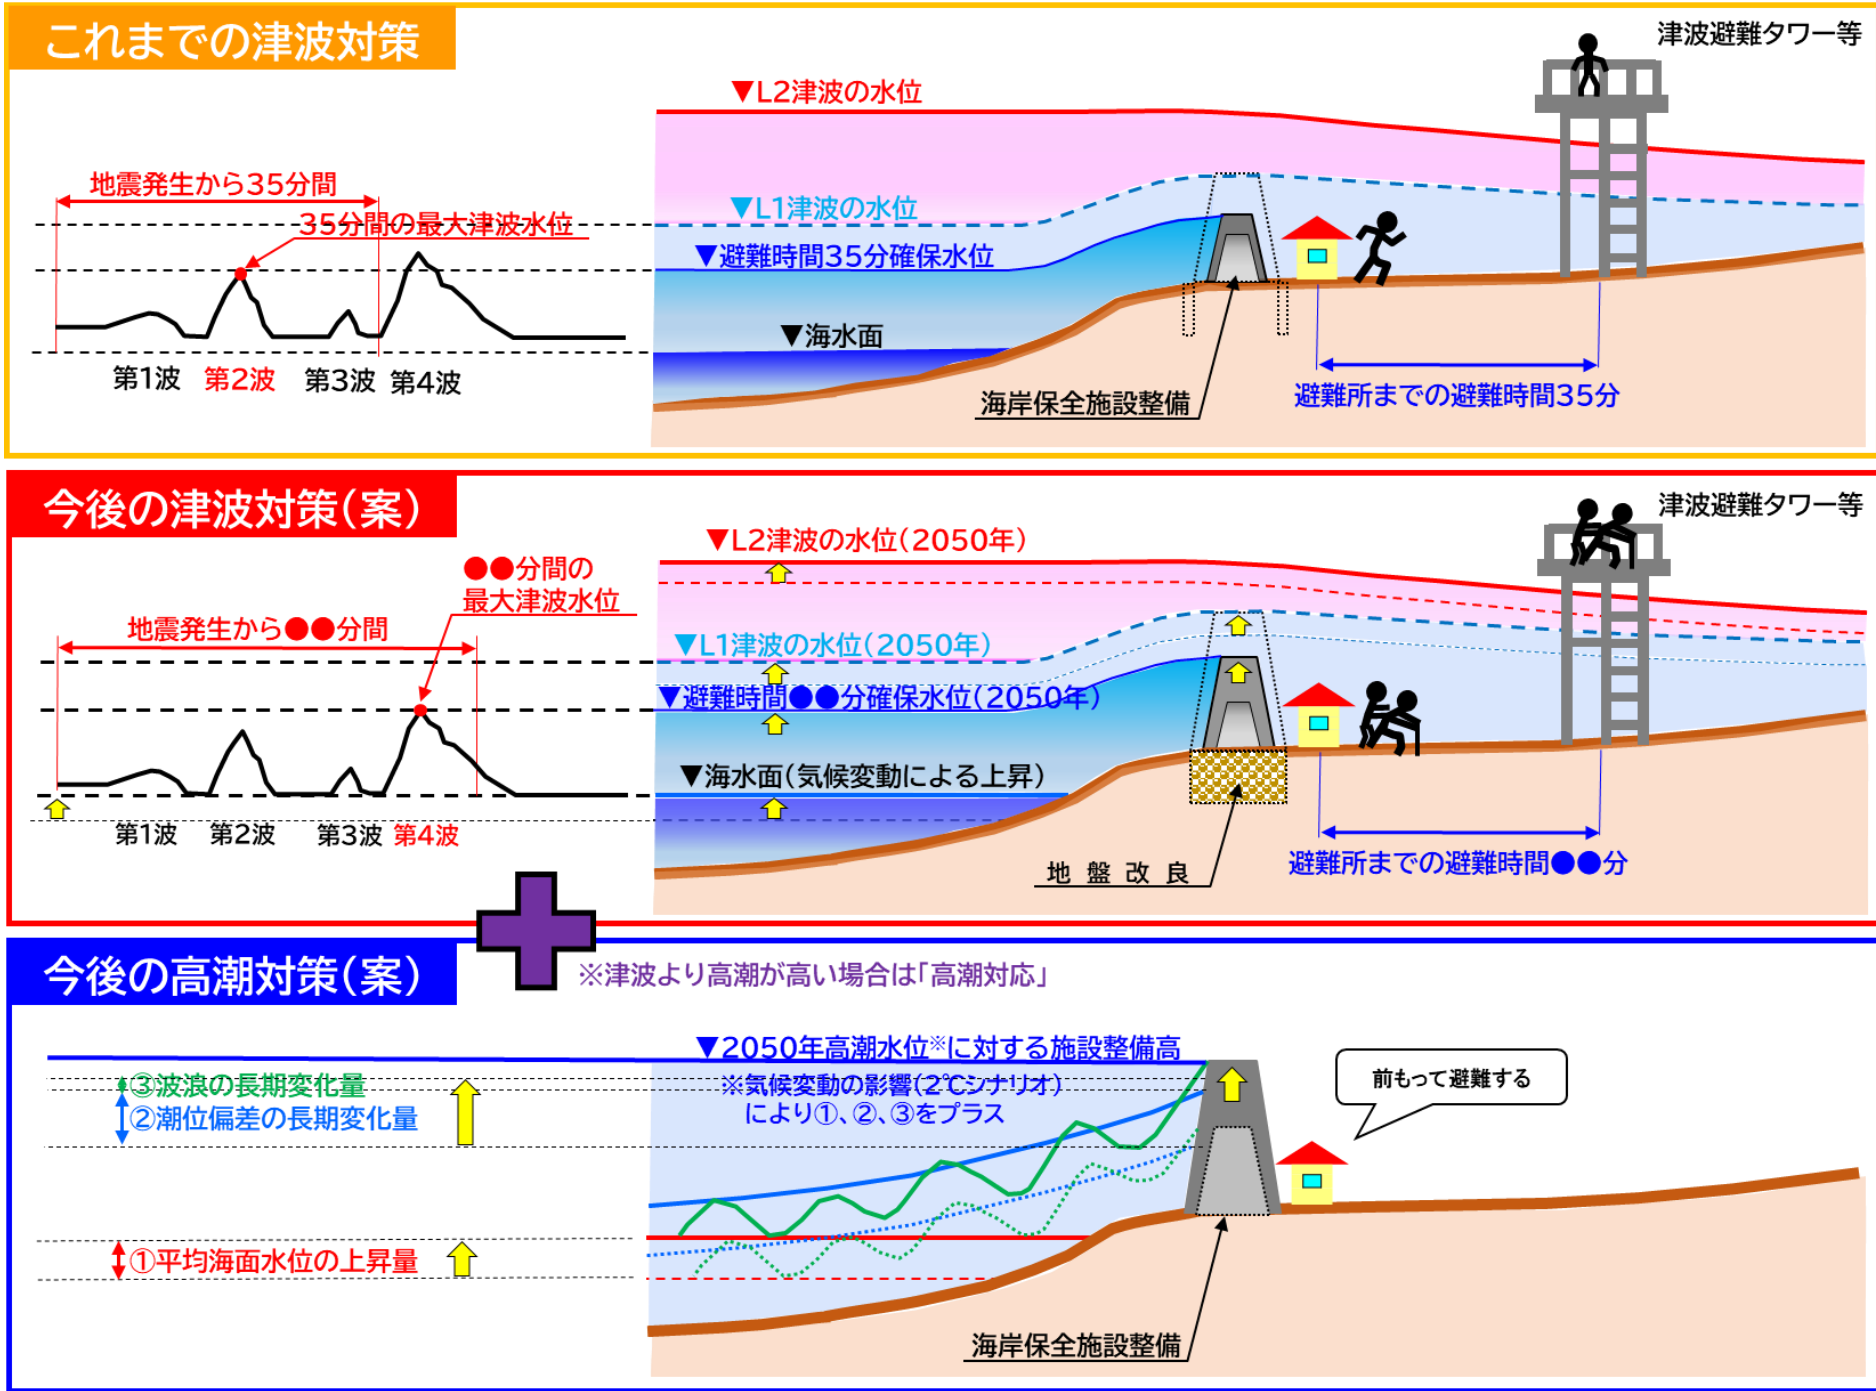 これまでの津波対策
津波避難タワー等
▼L2津波の水位
地震発生から35分間
35分間の最大津波水位
▼L1津波の水位
▼避難時間35分確保水位
▼海水面
第1波 第2波 第3波 第4波
海岸保全施設整備
避難所までの避難時間35分
今後の津波対策(案)
津波避難タワー等
▼L2津波の水位(2050年)
●●分間の
最大津波水位
地震発生から●●分間
▼L1津波の水位(2050年)
▼避難時間●●分確保水位(2050年)
▼海水面(気候変動による上昇)
第1波 第2波 第3波 第4波
地盤改良
避難所までの避難時間●●分
今後の高潮対策(案)
※津波より高潮が高い場合は「高潮対応」
▼2050年高潮水位※に対する施設整備高
※気候変動の影響(2℃シナリオ)
により①、②、③をプラス
③波浪の長期変化量
②潮位偏差の長期変化量
前もって避難する
①平均海面水位の上昇量
海岸保全施設整備